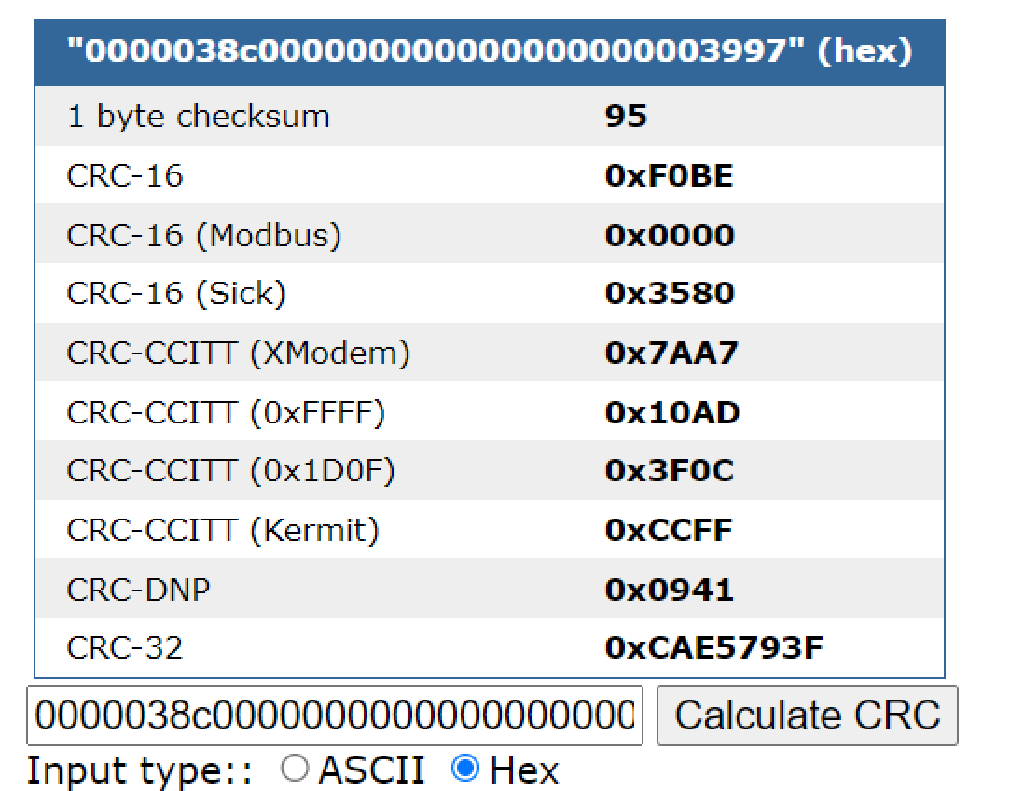 "0000038c000000000000000000003997" (hex)
1 byte checksum 95
CRC-16 0xF0BE
CRC-16 (Modbus) 0x0000
CRC-16 (Sick) 0x3580
CRC-CCITT (XModem) 0x7AA7
CRC-CCITT (0xFFFF) 0x10AD
CRC-CCITT (0x1D0F) 0x3F0C
CRC-CCITT (Kermit) 0xCCFF
CRC-DNP 0x0941
CRC-32 0xCAE5793F
0000038c0000000000000000000 Calculate CRC
Input type:: ASCII Hex